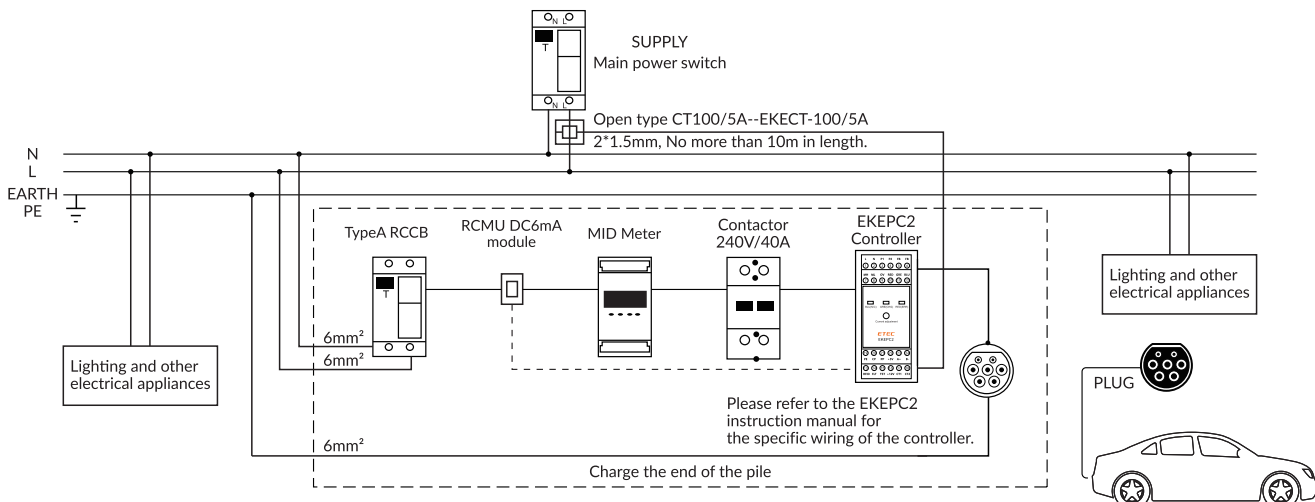 N L
T
N L
SUPPLY
Main power switch
Open type CT100/5A--EKECT-100/5A
2*1.5mm, No more than 10m in length.
N
L
EARTH
PE
TypeA RCCB
RCMU DC6mA
module
MID Meter
Contactor
240V/40A
EKEPC2
Controller
T
ETEC
EKEPC2
6mm²
6mm²
6mm²
Lighting and other
electrical appliances
Lighting and other
electrical appliances
PLUG
Please refer to the EKEPC2
instruction manual for
the specific wiring of the controller.
Charge the end of the pile